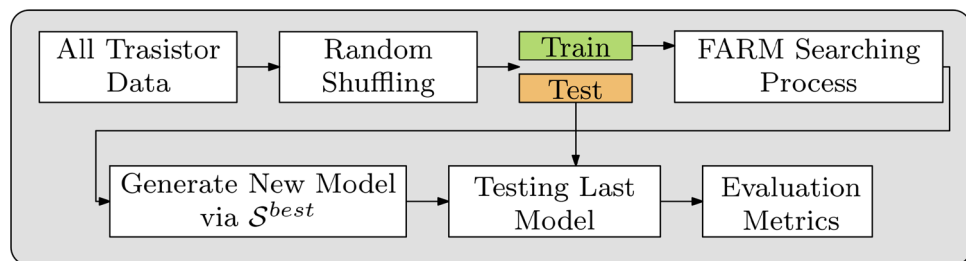 All Trasistor
Data
Random
Shuffling
Train
Test
FARM Searching
Process
Generate New Model
via 𝒮^{best}
Testing Last
Model
Evaluation
Metrics